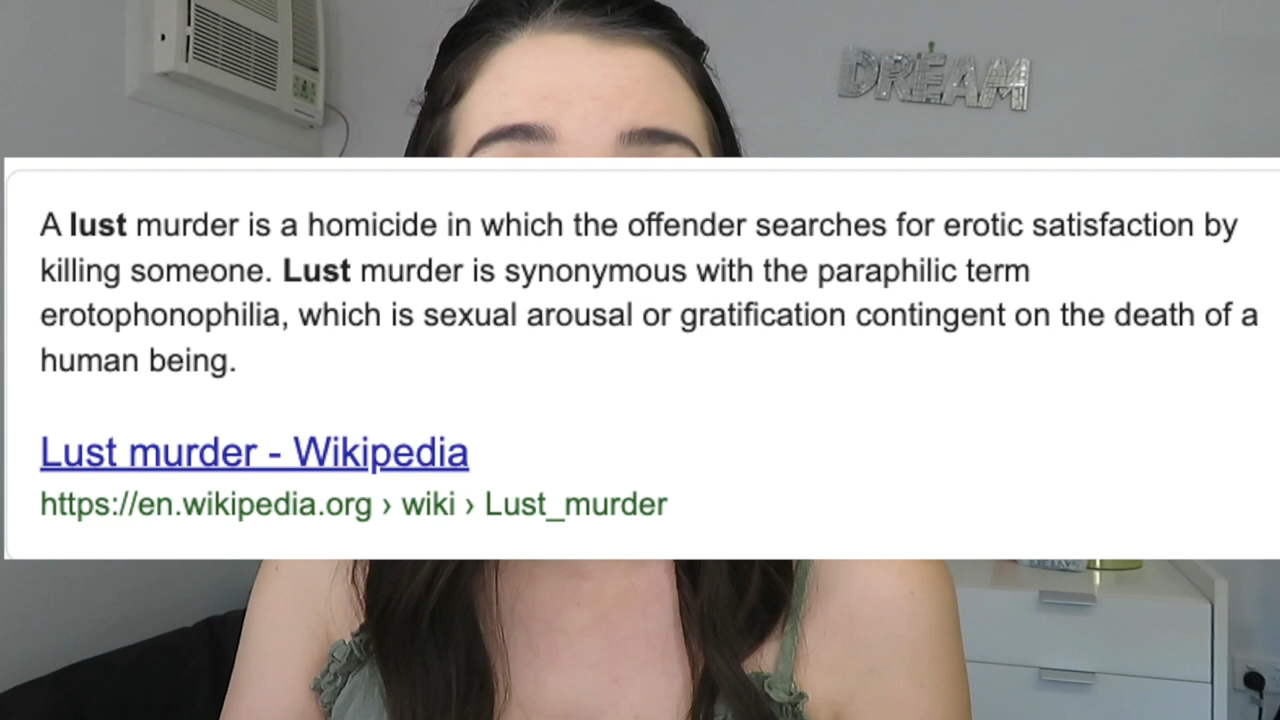 DREAM
A lust murder is a homicide in which the offender searches for erotic satisfaction by
killing someone. Lust murder is synonymous with the paraphilic term
erotophonophilia, which is sexual arousal or gratification contingent on the death of a
human being.
Lust murder - Wikipedia
https://en.wikipedia.org › wiki › Lust_murder